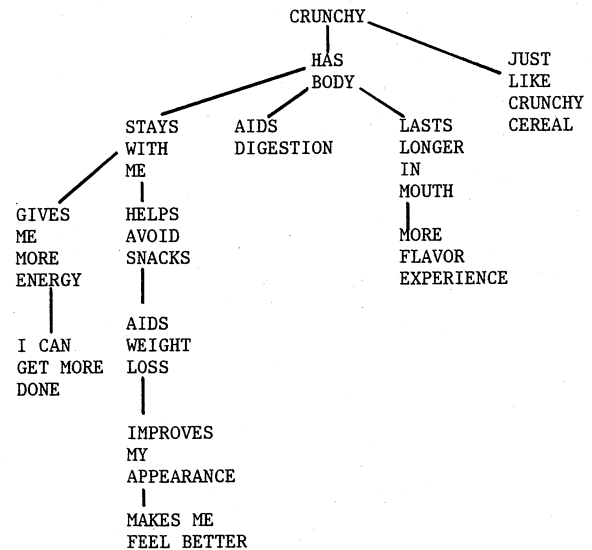 CRUNCHY
HAS
BODY
JUST
LIKE
CRUNCHY
CEREAL
STAYS
WITH
ME
AIDS
DIGESTION
LASTS
LONGER
IN
MOUTH
GIVES
ME
MORE
ENERGY
HELPS
AVOID
SNACKS
MORE
FLAVOR
EXPERIENCE
I CAN
GET MORE
DONE
AIDS
WEIGHT
LOSS
IMPROVES
MY
APPEARANCE
MAKES ME
FEEL BETTER